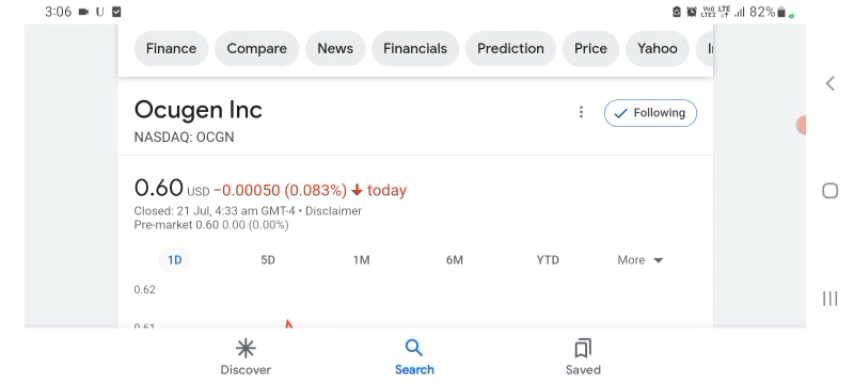 3:06 U 82%
Finance Compare News Financials Prediction Price Yahoo
Ocugen Inc
Following
NASDAQ: OCGN
0.60 USD −0.00050 (0.083%) today
Closed: 21 Jul, 4:33 am GMT-4 • Disclaimer
Pre-market 0.60 0.00 (0.00%)
1D 5D 1M 6M YTD More
0.62
Discover Search Saved